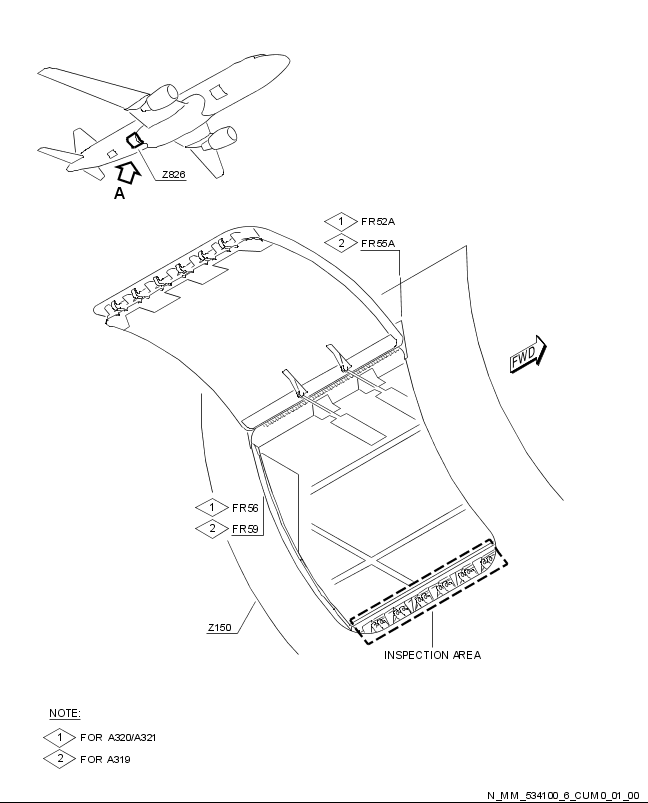 Z826
A
1 FR52A
2 FR55A
FWD
1 FR56
2 FR59
Z150
INSPECTION AREA
NOTE:
1 FOR A320/A321
2 FOR A319
N_MM_534100_6_CUM0_01_00